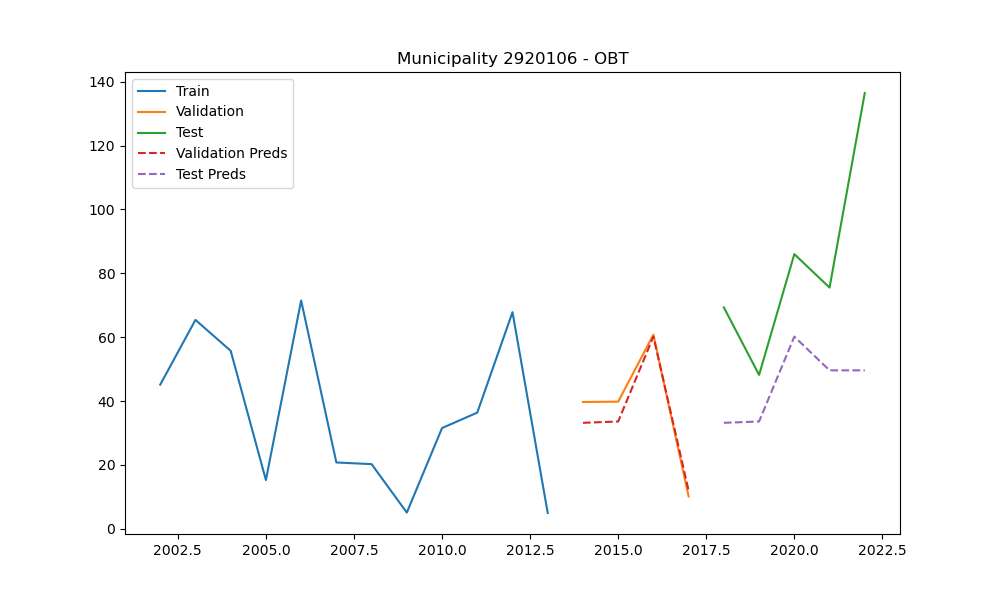 Municipality 2920106 - OBT
Train
Validation
Test
Validation Preds
Test Preds
140
120
100
80
60
40
20
0
2002.5 2005.0 2007.5 2010.0 2012.5 2015.0 2017.5 2020.0 2022.5